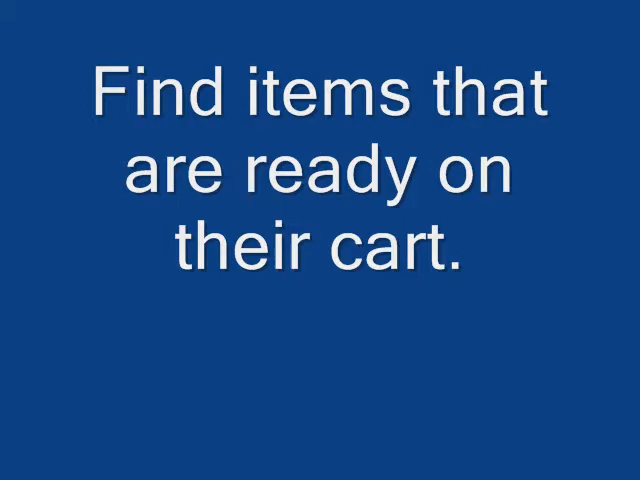 Find items that
are ready on
their cart.